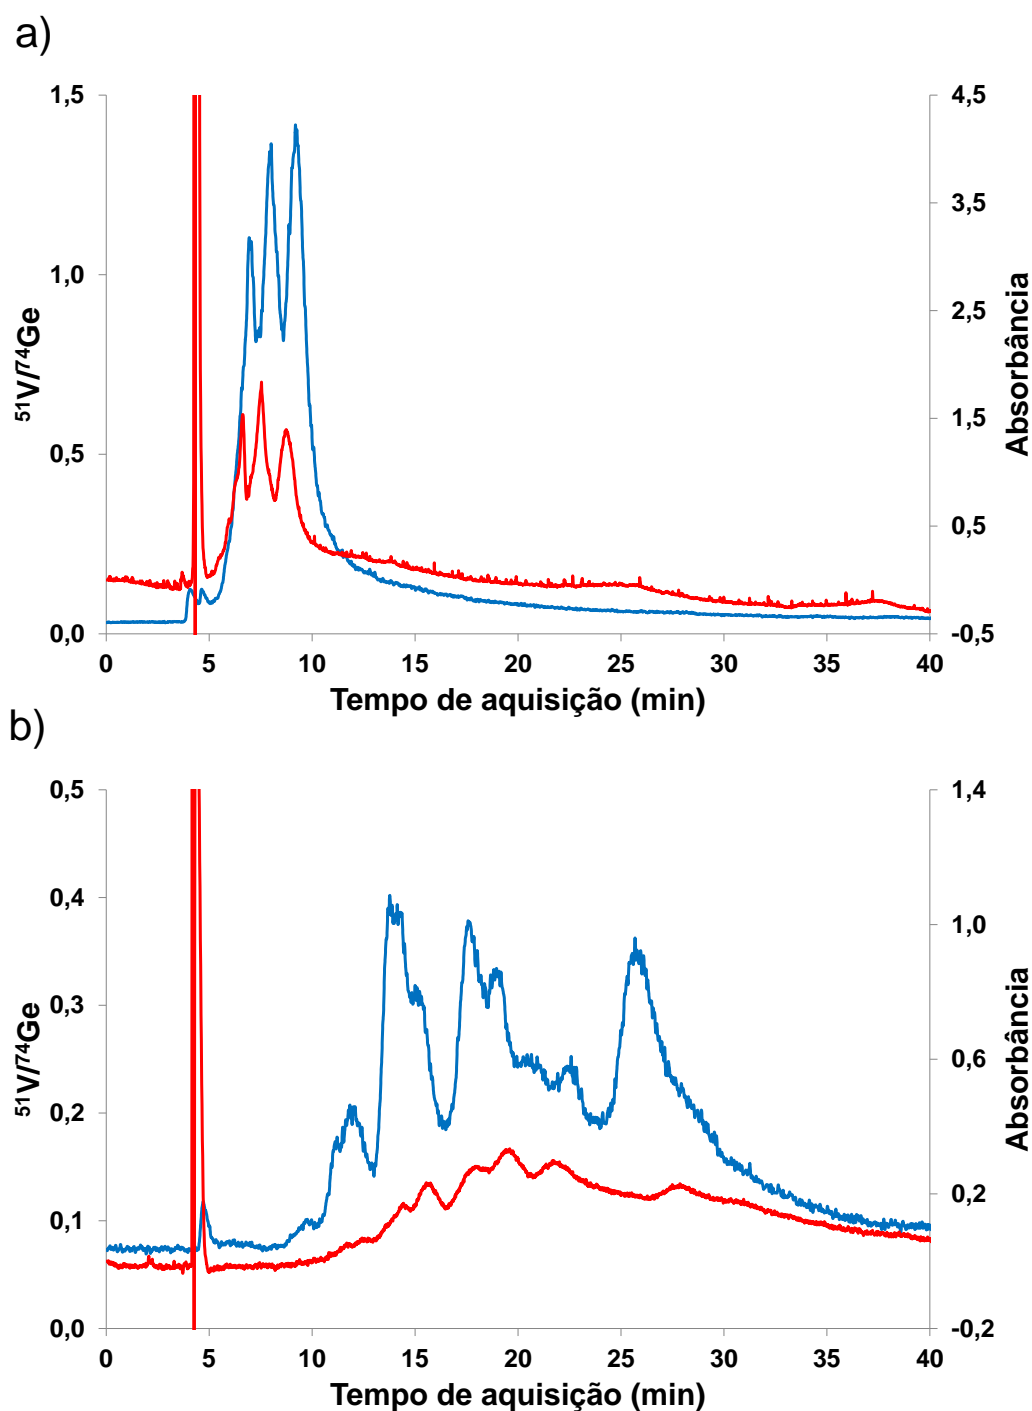 a)
1,5
1,0
0,5
0,0
⁵¹V/⁷⁴Ge
4,5
3,5
2,5
1,5
0,5
-0,5
Absorbância
0 5 10 15 20 25 30 35 40
Tempo de aquisição (min)
b)
0,5
0,4
0,3
0,2
0,1
0,0
⁵¹V/⁷⁴Ge
1,4
1,0
0,6
0,2
-0,2
Absorbância
0 5 10 15 20 25 30 35 40
Tempo de aquisição (min)